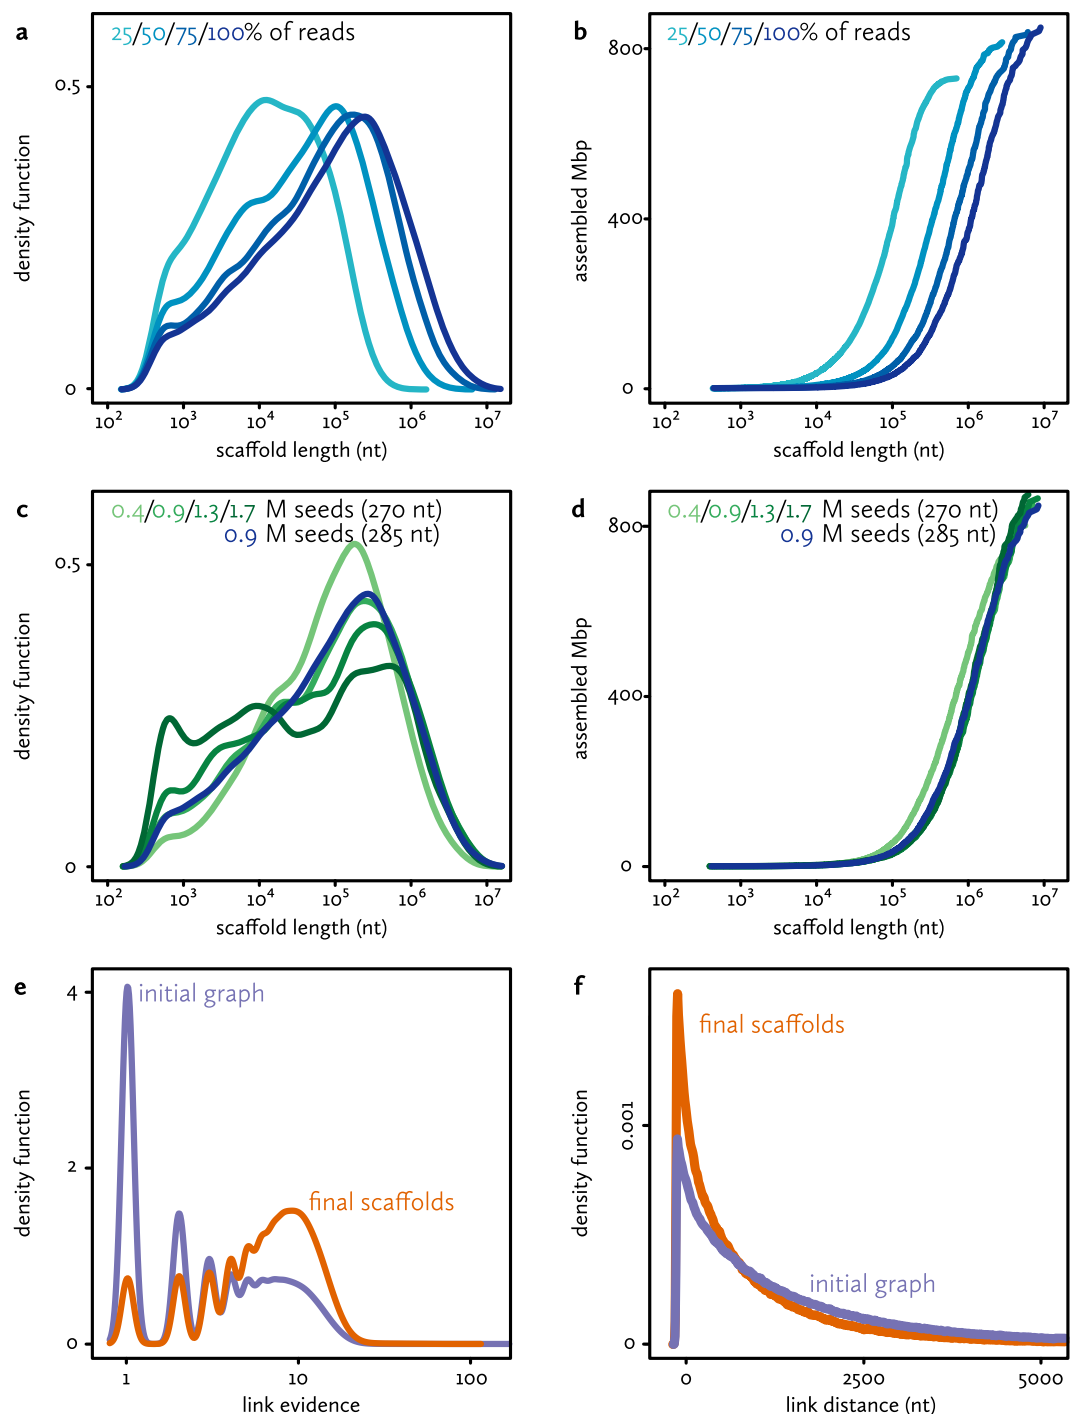 a
25/50/75/100% of reads
density function
0.5
0
10² 10³ 10⁴ 10⁵ 10⁶ 10⁷
scaffold length (nt)
b
25/50/75/100% of reads
assembled Mbp
800
400
0
10² 10³ 10⁴ 10⁵ 10⁶ 10⁷
scaffold length (nt)
c
0.4/0.9/1.3/1.7 M seeds (270 nt)
0.9 M seeds (285 nt)
density function
0.5
0
10² 10³ 10⁴ 10⁵ 10⁶ 10⁷
scaffold length (nt)
d
0.4/0.9/1.3/1.7 M seeds (270 nt)
0.9 M seeds (285 nt)
assembled Mbp
800
400
0
10² 10³ 10⁴ 10⁵ 10⁶ 10⁷
scaffold length (nt)
e
initial graph
final scaffolds
density function
4
2
0
1 10 100
link evidence
f
final scaffolds
initial graph
density function
0.001
0
0 2500 5000
link distance (nt)